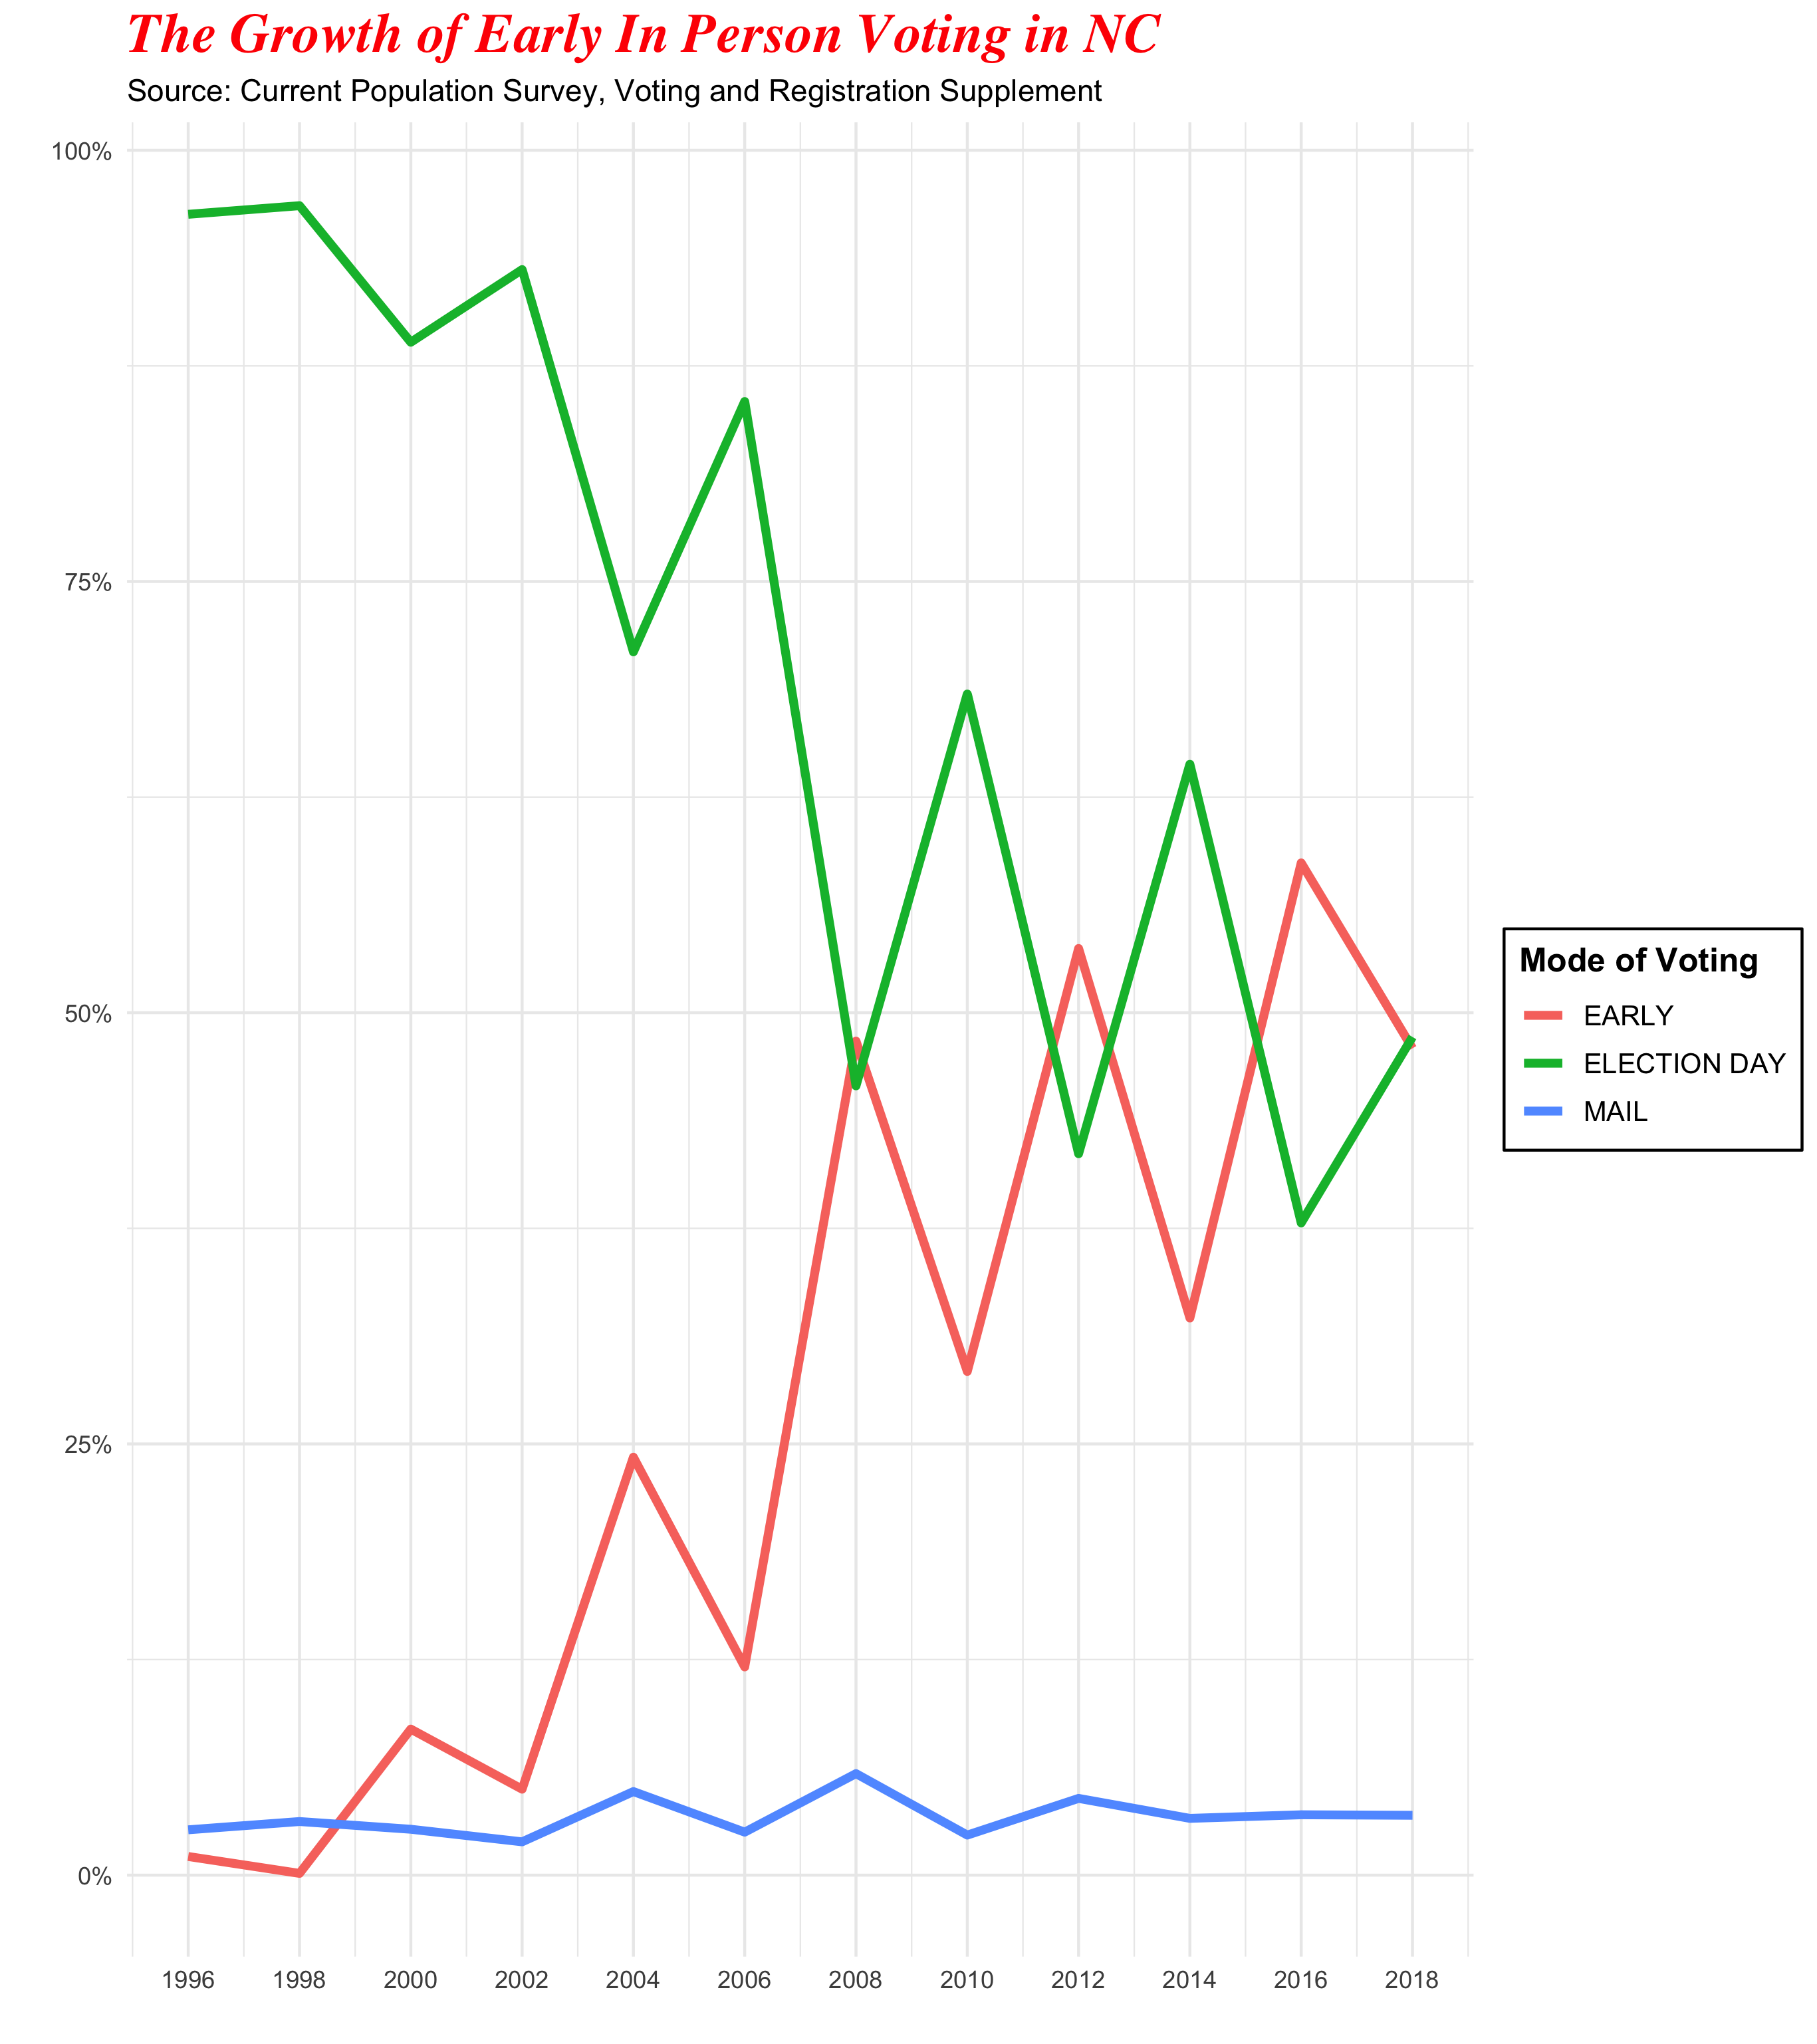 The Growth of Early In Person Voting in NC
Source: Current Population Survey, Voting and Registration Supplement
100%
75%
50%
25%
0%
1996 1998 2000 2002 2004 2006 2008 2010 2012 2014 2016 2018
Mode of Voting
EARLY
ELECTION DAY
MAIL